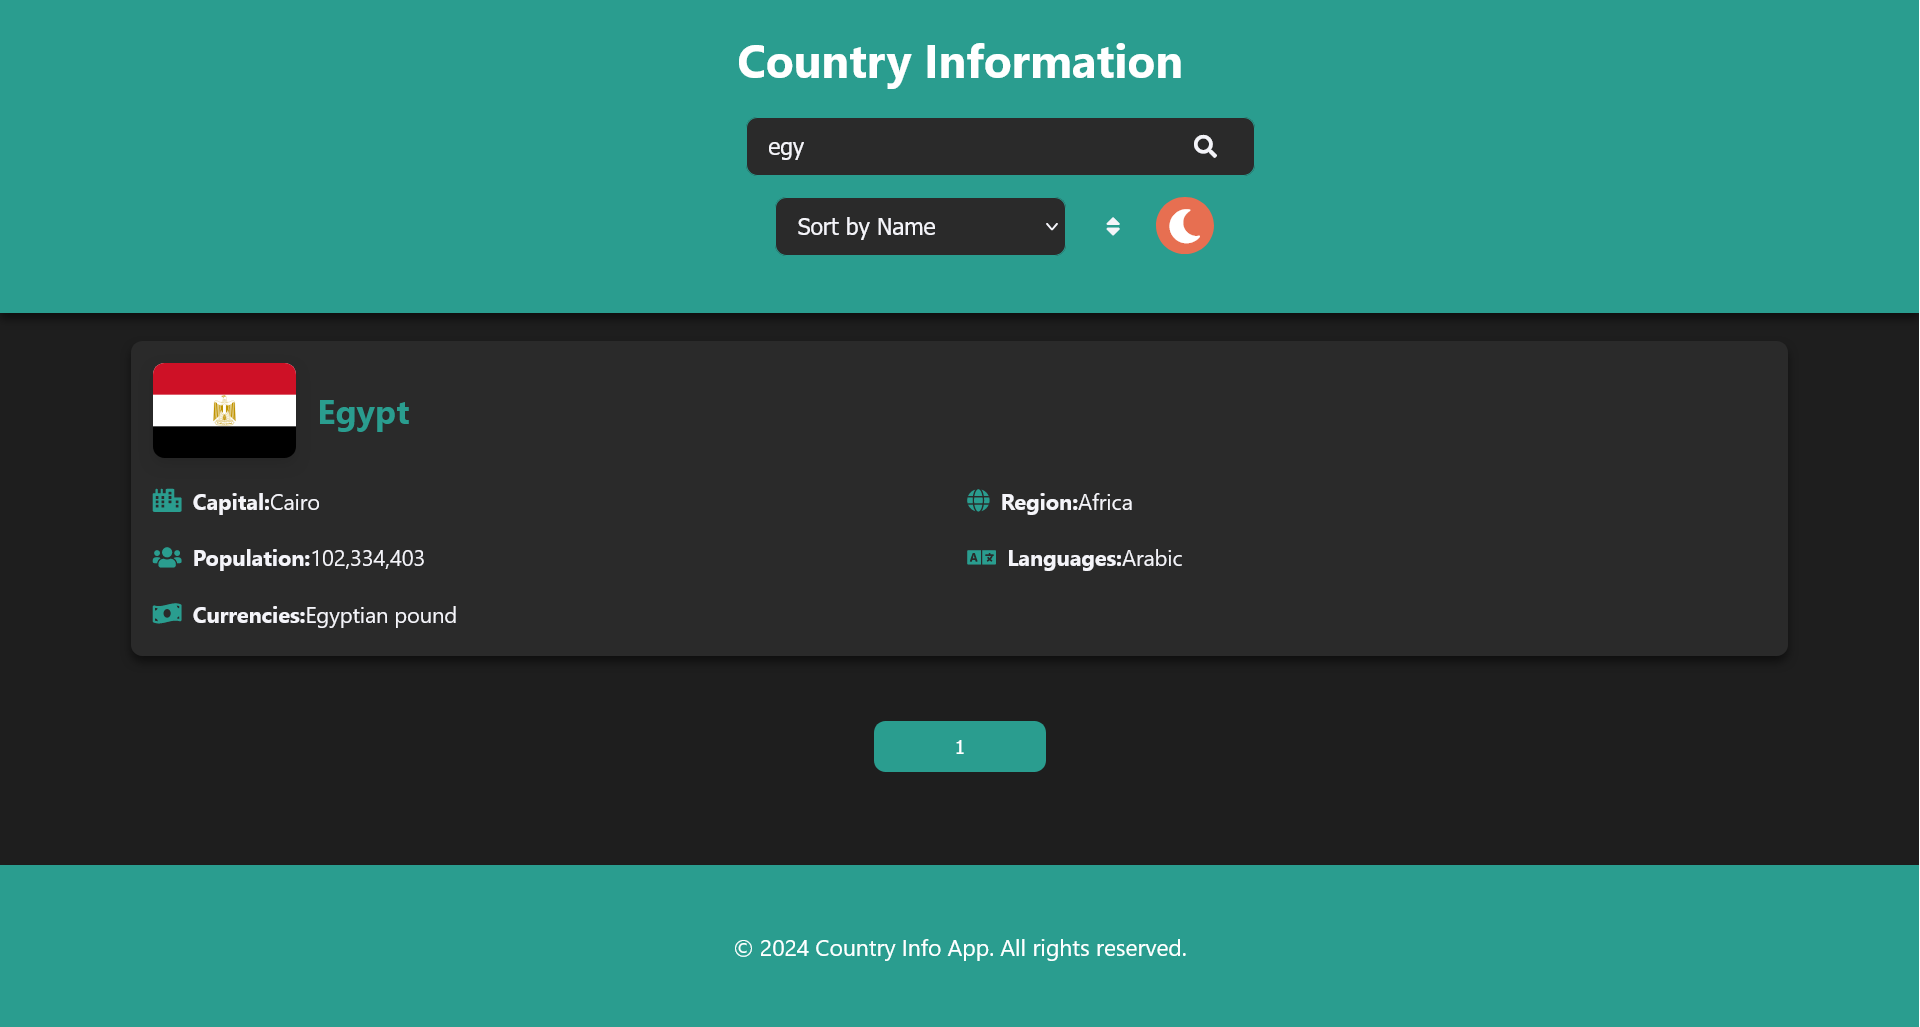 Country Information
egy
Sort by Name
Egypt
Capital:Cairo
Region:Africa
Population:102,334,403
Languages:Arabic
Currencies:Egyptian pound
1
© 2024 Country Info App. All rights reserved.